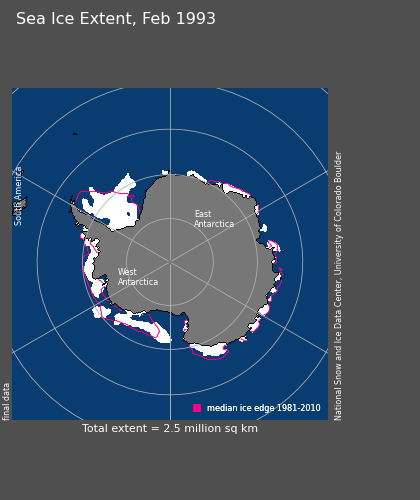 Sea Ice Extent, Feb 1993
South America
East
Antarctica
West
Antarctica
National Snow and Ice Data Center, University of Colorado Boulder
final data
median ice edge 1981-2010
Total extent = 2.5 million sq km